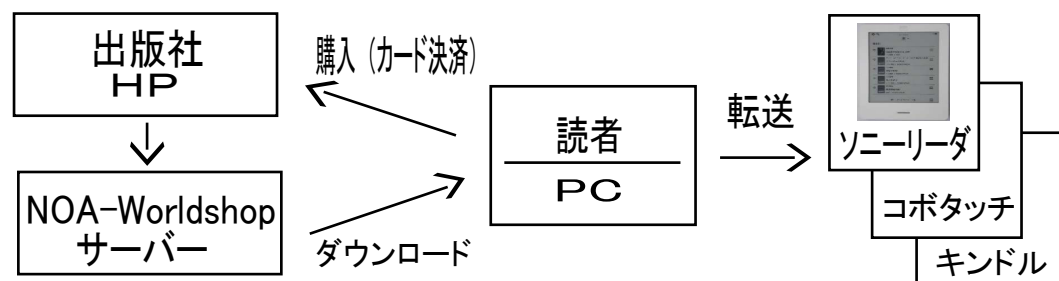 出版社
HP
購入（カード決済）
NOA-Worldshop
サーバー
ダウンロード
読者
PC
転送
ソニーリーダ
コボタッチ
キンドル